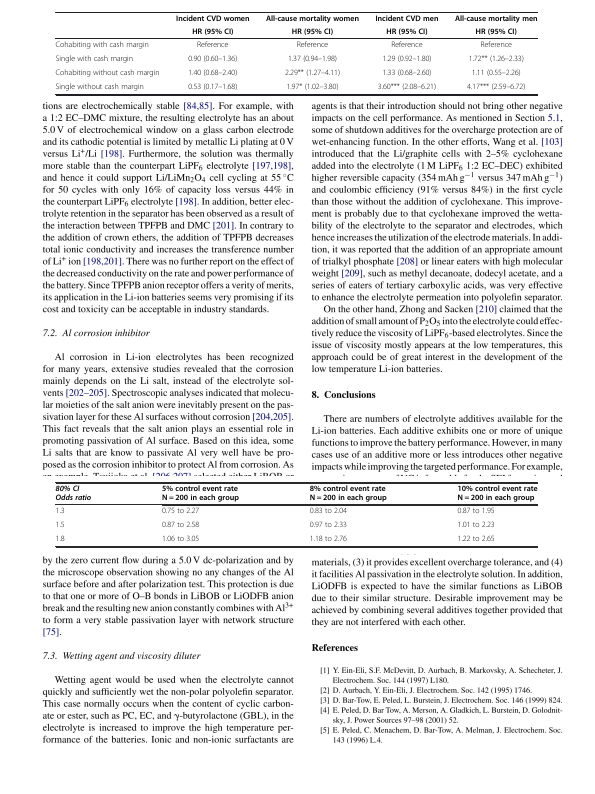 Incident CVD women All-cause mortality women Incident CVD men All-cause mortality men
HR (95% CI) HR (95% CI) HR (95% CI) HR (95% CI)
Cohabiting with cash margin Reference Reference Reference Reference
Single with cash margin 0.90 (0.60–1.36) 1.37 (0.94–1.98) 1.29 (0.92–1.80) 1.72** (1.26–2.33)
Cohabiting without cash margin 1.40 (0.68–2.40) 2.29** (1.27–4.11) 1.33 (0.68–2.60) 1.11 (0.55–2.26)
Single without cash margin 0.53 (0.17–1.68) 1.97* (1.02–3.80) 3.60*** (2.08–6.21) 4.17*** (2.59–6.72)
tions are electrochemically stable [84,85]. For example, with
a 1:2 EC–DMC mixture, the resulting electrolyte has an about
5.0 V of electrochemical window on a glass carbon electrode
and its cathodic potential is limited by metallic Li plating at 0 V
versus Li+/Li [198]. Furthermore, the solution was thermally
more stable than the counterpart LiPF6 electrolyte [197,198],
and hence it could support Li/LiMn2O4 cell cycling at 55 °C
for 50 cycles with only 16% of capacity loss versus 44% in
the counterpart LiPF6 electrolyte [198]. In addition, better elec-
trolyte retention in the separator has been observed as a result of
the interaction between TPFPB and DMC [201]. In contrary to
the addition of crown ethers, the addition of TPFPB decreases
total ionic conductivity and increases the transference number
of Li+ ion [198,201]. There was no further report on the effect of
the decreased conductivity on the rate and power performance of
the battery. Since TPFPB anion receptor offers a verity of merits,
its application in the Li-ion batteries seems very promising if its
cost and toxicity can be acceptable in industry standards.
7.2. Al corrosion inhibitor
Al corrosion in Li-ion electrolytes has been recognized
for many years, extensive studies revealed that the corrosion
mainly depends on the Li salt, instead of the electrolyte sol-
vents [202–205]. Spectroscopic analyses indicated that molecu-
lar moieties of the salt anion were inevitably present on the pas-
sivation layer for these Al surfaces without corrosion [204,205].
This fact reveals that the salt anion plays an essential role in
promoting passivation of Al surface. Based on this idea, some
Li salts that are know to passivate Al very well have be pro-
posed as the corrosion inhibitor to protect Al from corrosion. As
agents is that their introduction should not bring other negative
impacts on the cell performance. As mentioned in Section 5.1,
some of shutdown additives for the overcharge protection are of
wet-enhancing function. In the other efforts, Wang et al. [103]
introduced that the Li/graphite cells with 2–5% cyclohexane
added into the electrolyte (1 M LiPF6 1:2 EC–DEC) exhibited
higher reversible capacity (354 mAh g−1 versus 347 mAh g−1)
and coulombic efficiency (91% versus 84%) in the first cycle
than those without the addition of cyclohexane. This improve-
ment is probably due to that cyclohexane improved the wetta-
bility of the electrolyte to the separator and electrodes, which
hence increases the utilization of the electrode materials. In addi-
tion, it was reported that the addition of an appropriate amount
of trialkyl phosphate [208] or linear eaters with high molecular
weight [209], such as methyl decanoate, dodecyl acetate, and a
series of eaters of tertiary carboxylic acids, was very effective
to enhance the electrolyte permeation into polyolefin separator.
On the other hand, Zhong and Sacken [210] claimed that the
addition of small amount of P2O5 into the electrolyte could effec-
tively reduce the viscosity of LiPF6-based electrolytes. Since the
issue of viscosity mostly appears at the low temperatures, this
approach could be of great interest in the development of the
low temperature Li-ion batteries.
8. Conclusions
There are numbers of electrolyte additives available for the
Li-ion batteries. Each additive exhibits one or more of unique
functions to improve the battery performance. However, in many
cases use of an additive more or less introduces other negative
impacts while improving the targeted performance. For example,
80% CI 5% control event rate 8% control event rate 10% control event rate
Odds ratio N = 200 in each group N = 200 in each group N = 200 in each group
1.3 0.75 to 2.27 0.83 to 2.04 0.87 to 1.95
1.5 0.87 to 2.58 0.97 to 2.33 1.01 to 2.23
1.8 1.06 to 3.05 1.18 to 2.76 1.22 to 2.65
by the zero current flow during a 5.0 V dc-polarization and by
the microscope observation showing no any changes of the Al
surface before and after polarization test. This protection is due
to that one or more of O–B bonds in LiBOB or LiODFB anion
break and the resulting new anion constantly combines with Al3+
to form a very stable passivation layer with network structure
[75].
7.3. Wetting agent and viscosity diluter
Wetting agent would be used when the electrolyte cannot
quickly and sufficiently wet the non-polar polyolefin separator.
This case normally occurs when the content of cyclic carbon-
ate or ester, such as PC, EC, and γ-butyrolactone (GBL), in the
electrolyte is increased to improve the high temperature per-
formance of the batteries. Ionic and non-ionic surfactants are
materials, (3) it provides excellent overcharge tolerance, and (4)
it facilities Al passivation in the electrolyte solution. In addition,
LiODFB is expected to have the similar functions as LiBOB
due to their similar structure. Desirable improvement may be
achieved by combining several additives together provided that
they are not interfered with each other.
References
[1] Y. Ein-Eli, S.F. McDevitt, D. Aurbach, B. Markovsky, A. Schecheter, J.
Electrochem. Soc. 144 (1997) L180.
[2] D. Aurbach, Y. Ein-Eli, J. Electrochem. Soc. 142 (1995) 1746.
[3] D. Bar-Tow, E. Peled, L. Burstein, J. Electrochem. Soc. 146 (1999) 824.
[4] E. Peled, D. Bar Tow, A. Merson, A. Gladkich, L. Burstein, D. Golodnit-
sky, J. Power Sources 97–98 (2001) 52.
[5] E. Peled, C. Menachem, D. Bar-Tow, A. Melman, J. Electrochem. Soc.
143 (1996) L.4.